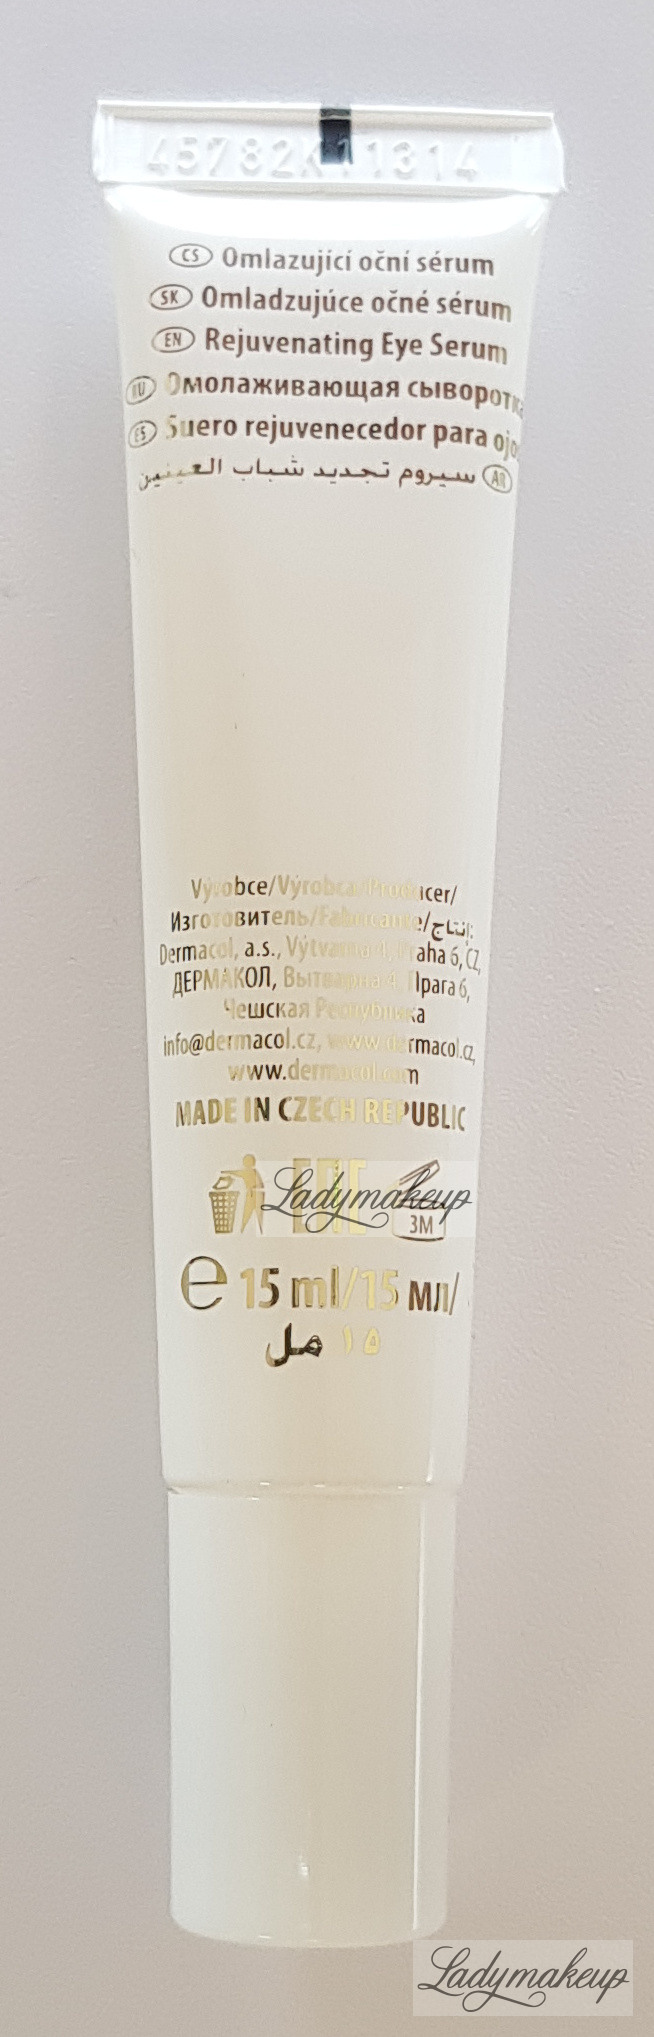 45782K11314
CS Omlazující oční sérum
SK Omladzujúce očné sérum
EN Rejuvenating Eye Serum
RU Омолаживающая сыворотка
ES Suero rejuvenecedor para ojos
AR سيروم تجديد شباب العينين
Výrobce/Výrobca/Producer/
Изготовитель/Fabricante/إنتاج:
Dermacol, a.s., Výtvarná 4, Praha 6, CZ,
ДЕРМАКОЛ, Вытварна 4, Прага 6,
Чешская Республика
info@dermacol.cz, www.dermacol.cz,
www.dermacol.com
MADE IN CZECH REPUBLIC
EAC Ladymakeup 3M
e 15 ml/15 мл/
١٥ مل
Ladymakeup